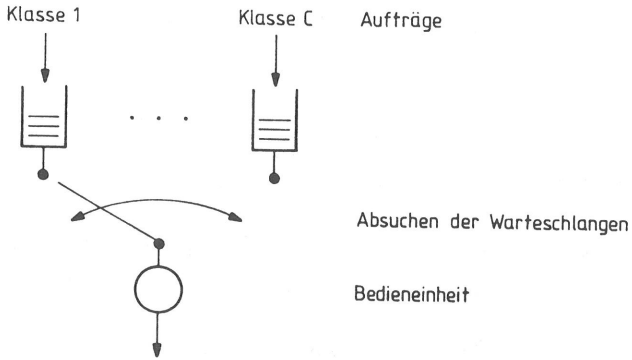 Klasse 1
Klasse C
Aufträge
Absuchen der Warteschlangen
Bedieneinheit